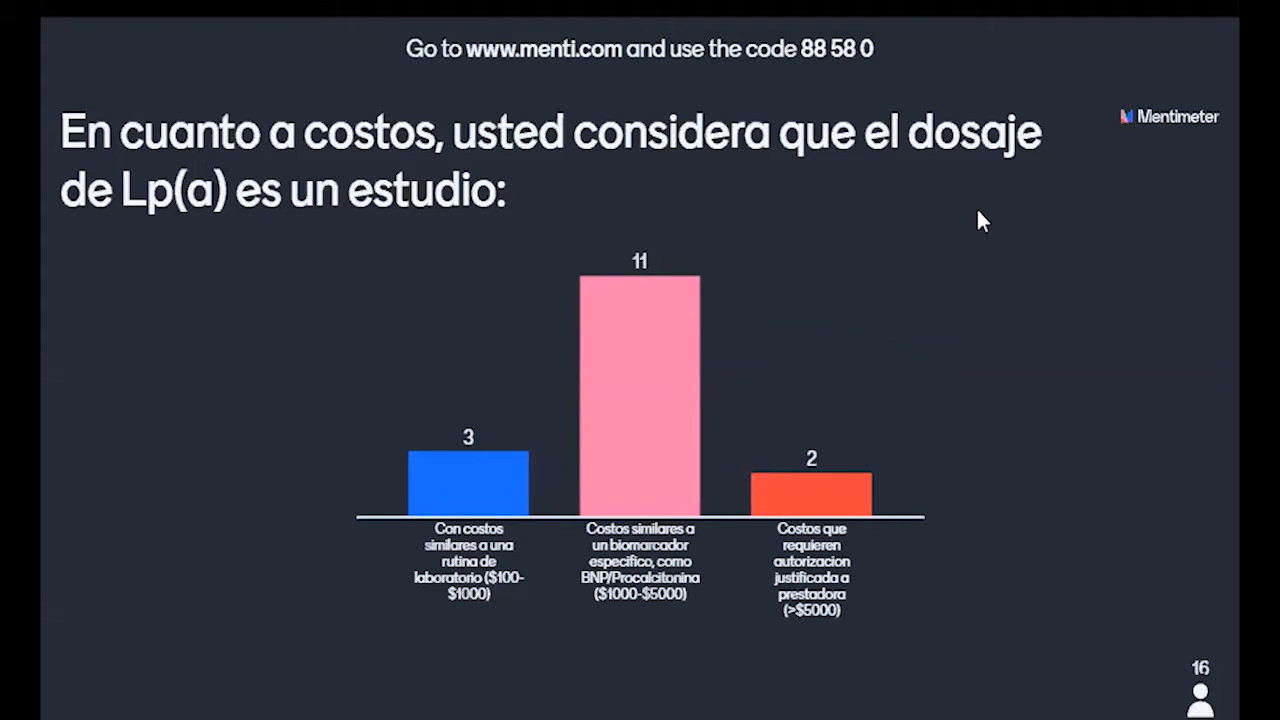 Go to www.menti.com and use the code 88 58 0
Mentimeter
En cuanto a costos, usted considera que el dosaje
de Lp(a) es un estudio:
3
11
2
Con costos
similares a una
rutina de
laboratorio ($100-
$1000)
Costos similares a
un biomarcador
especifico, como
BNP/Procalcitonina
($1000-$5000)
Costos que
requieren
autorizacion
justificada a
prestadora
(>$5000)
16